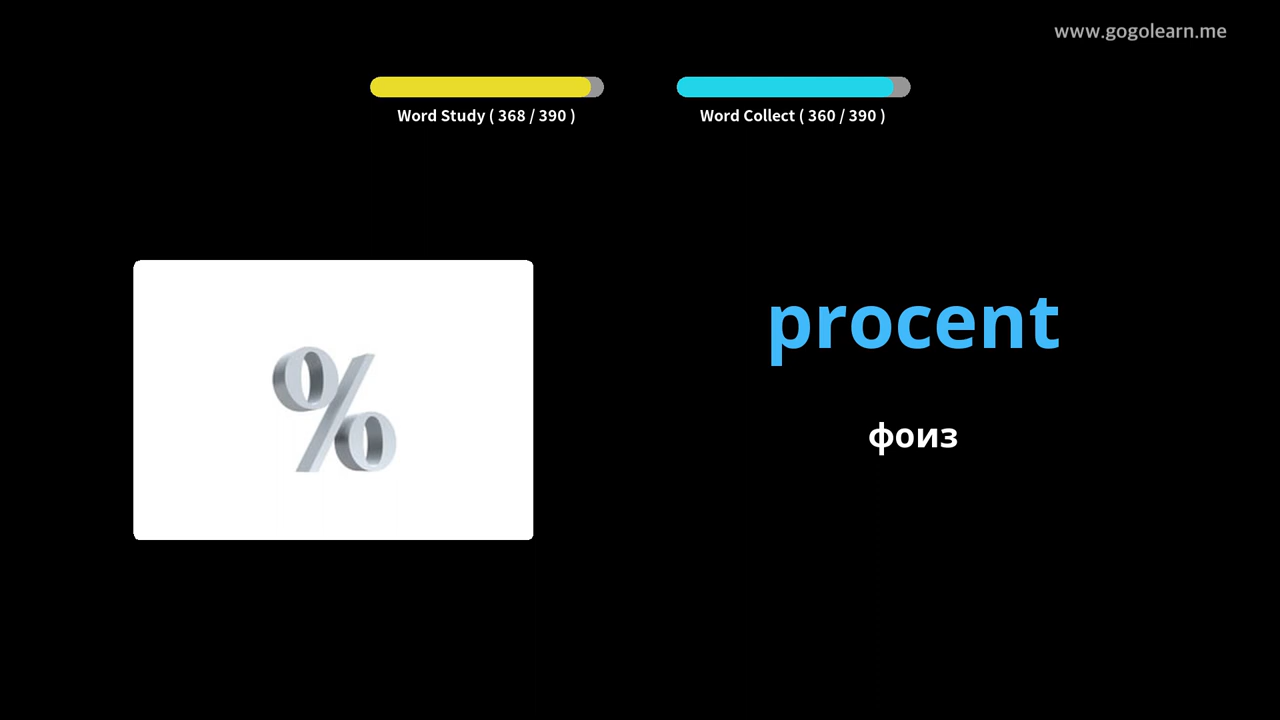 www.gogolearn.me
Word Study ( 368 / 390 )
Word Collect ( 360 / 390 )
%
procent
фоиз